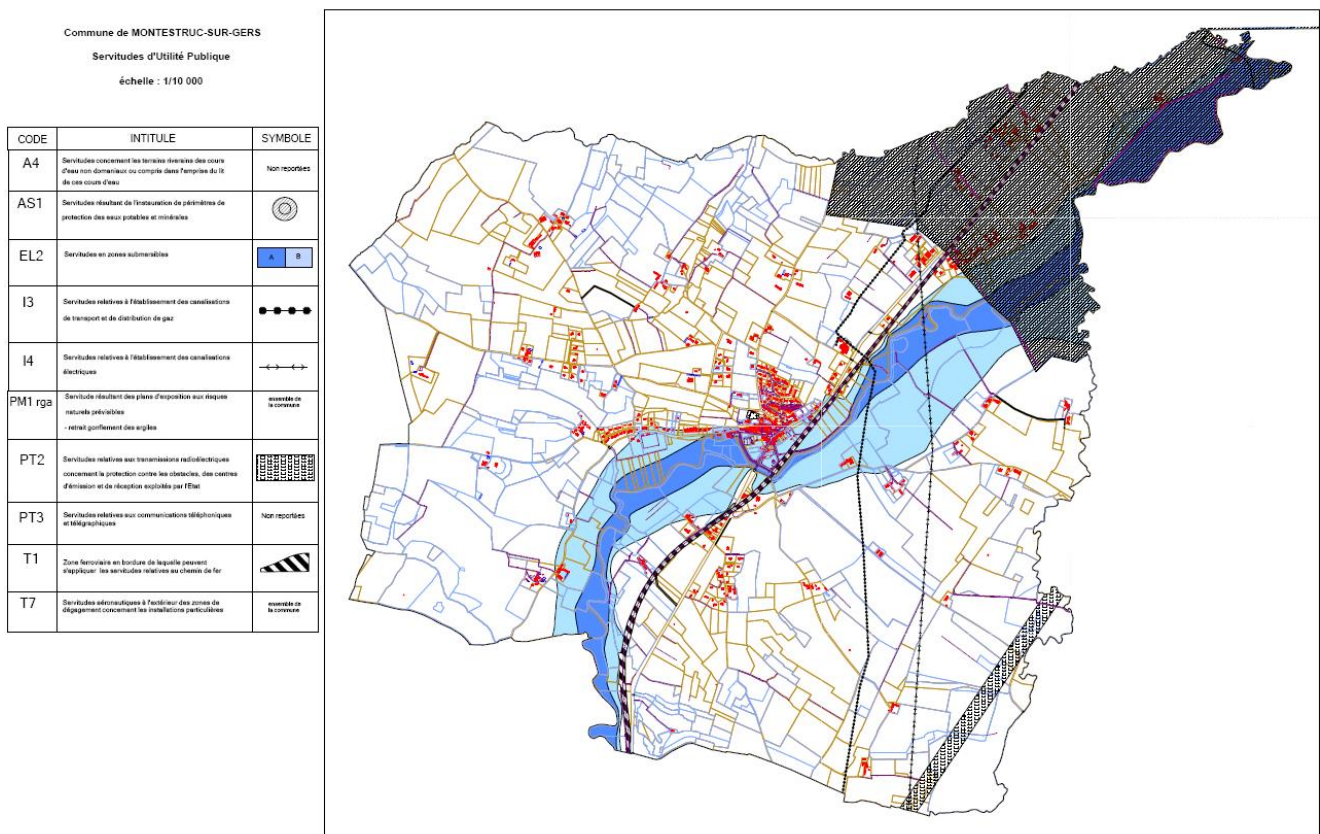 Commune de MONTESTRUC-SUR-GERS
Servitudes d'Utilité Publique
échelle : 1/10 000
CODE INTITULE SYMBOLE
A4 Servitudes concernant les terrains riverains des cours
d'eau non domaniaux ou compris dans l'emprise du lit
de ces cours d'eau
Non reportées
AS1 Servitudes résultant de l'instauration de périmètres de
protection des eaux potables et minérales
EL2 Servitudes en zones submersibles
A B
I3 Servitudes relatives à l'établissement des canalisations
de transport et de distribution de gaz
I4 Servitudes relatives à l'établissement des canalisations
électriques
PM1 rga Servitude résultant des plans d'exposition aux risques
naturels prévisibles
- retrait gonflement des argiles
ensemble de
la commune
PT2 Servitudes relatives aux transmissions radioélectriques
concernant la protection contre les obstacles, des centres
d'émission et de réception exploités par l'Etat
PT3 Servitudes relatives aux communications téléphoniques
et télégraphiques
Non reportées
T1 Zone ferroviaire en bordure de laquelle peuvent
s'appliquer les servitudes relatives au chemin de fer
T7 Servitudes aéronautiques à l'extérieur des zones de
dégagement concernant les installations particulières
ensemble de
la commune